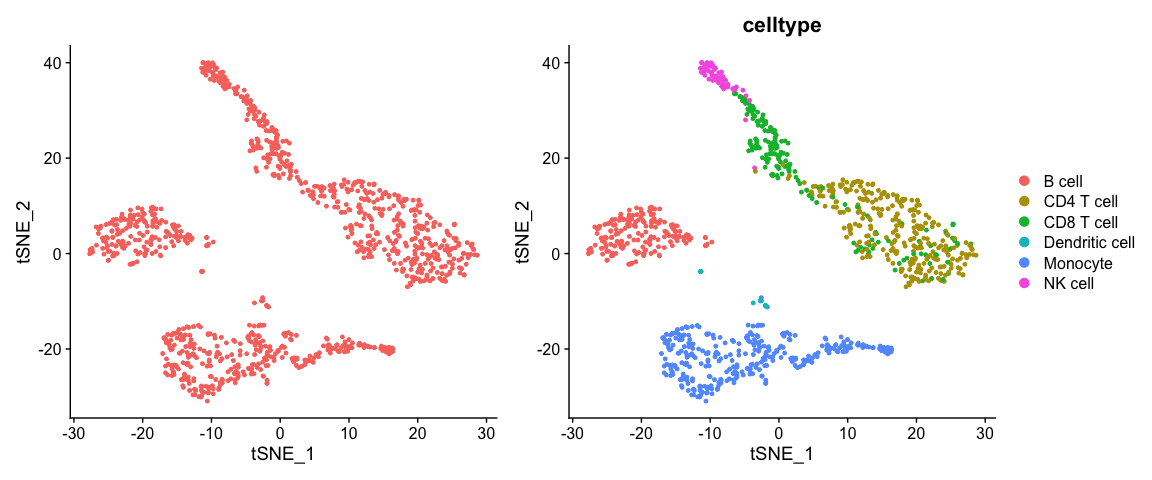 celltype
40
20
0
-20
tSNE_2
-30 -20 -10 0 10 20 30
tSNE_1
40
20
0
-20
tSNE_2
-30 -20 -10 0 10 20 30
tSNE_1
B cell
CD4 T cell
CD8 T cell
Dendritic cell
Monocyte
NK cell